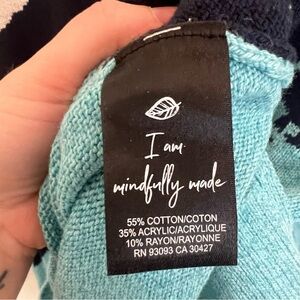 I am
mindfully made
55% COTTON/COTON
35% ACRYLIC/ACRYLIQUE
10% RAYON/RAYONNE
RN 93093 CA 30427